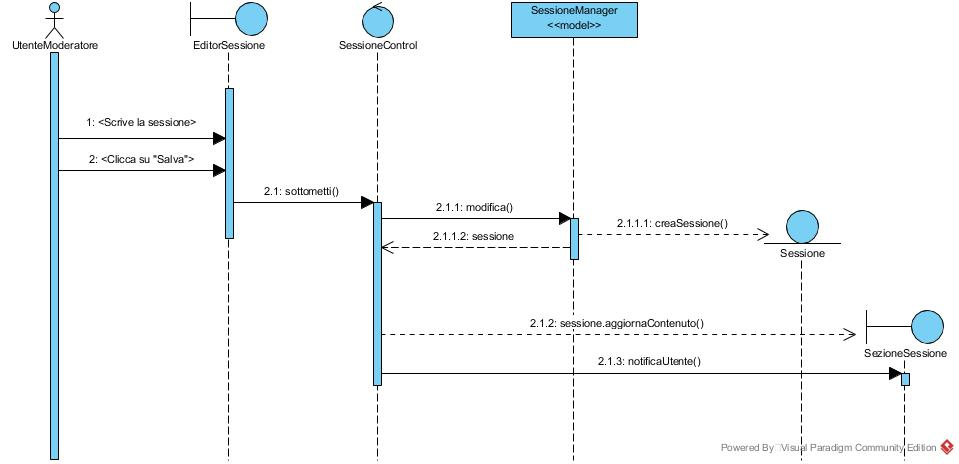 SessioneManager
<<model>>
UtenteModeratore
EditorSessione
SessioneControl
1: <Scrive la sessione>
2: <Clicca su "Salva">
2.1: sottometti()
2.1.1: modifica()
2.1.1.1: creaSessione()
2.1.1.2: sessione
Sessione
2.1.2: sessione.aggiornaContenuto()
SezioneSessione
2.1.3: notificaUtente()
Powered By Visual Paradigm Community Edition